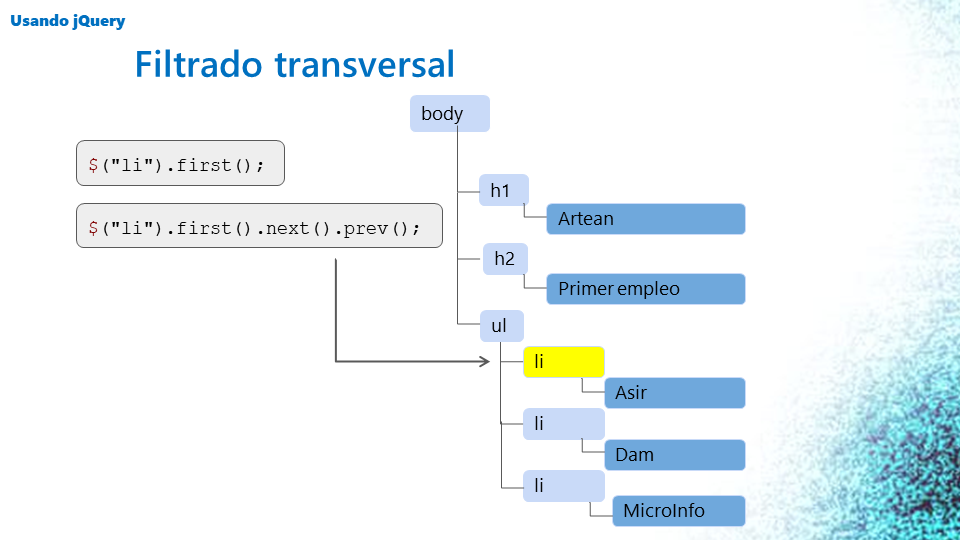 Usando jQuery
Filtrado transversal
body
$("li").first();
h1
Artean
$("li").first().next().prev();
h2
Primer empleo
ul
li
Asir
li
Dam
li
MicroInfo